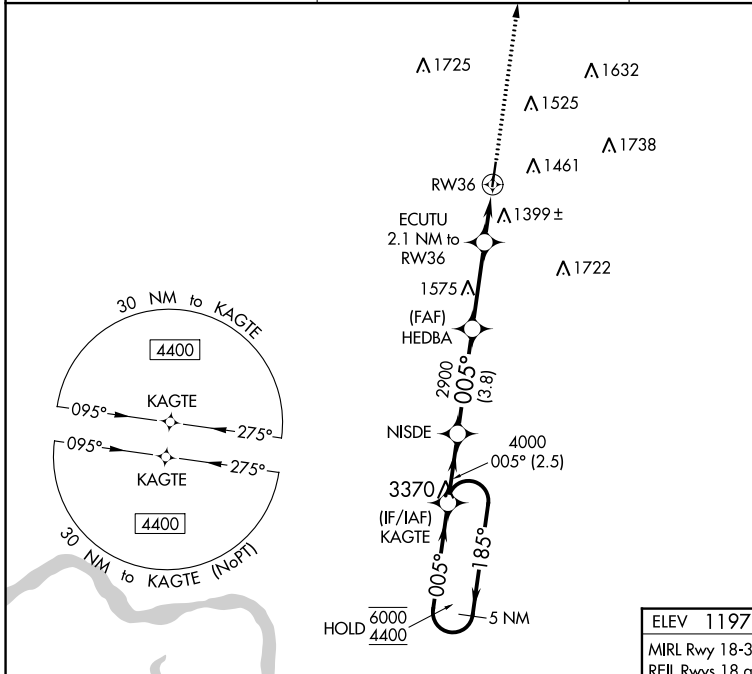 1725
1632
1525
1738
1461
RW36
1399 ±
ECUTU
2.1 NM to
RW36
1722
1575
(FAF)
HEDBA
30 NM to KAGTE
4400
2900
005°
(3.8)
KAGTE
095°
275°
NISDE
4000
005° (2.5)
095°
275°
KAGTE
3370
(IF/IAF)
KAGTE
4400
30 NM to KAGTE (NoPT)
005°
185°
HOLD
6000
4400
5 NM
ELEV 1197
MIRL Rwy 18-3
REIL Rwys 18 a